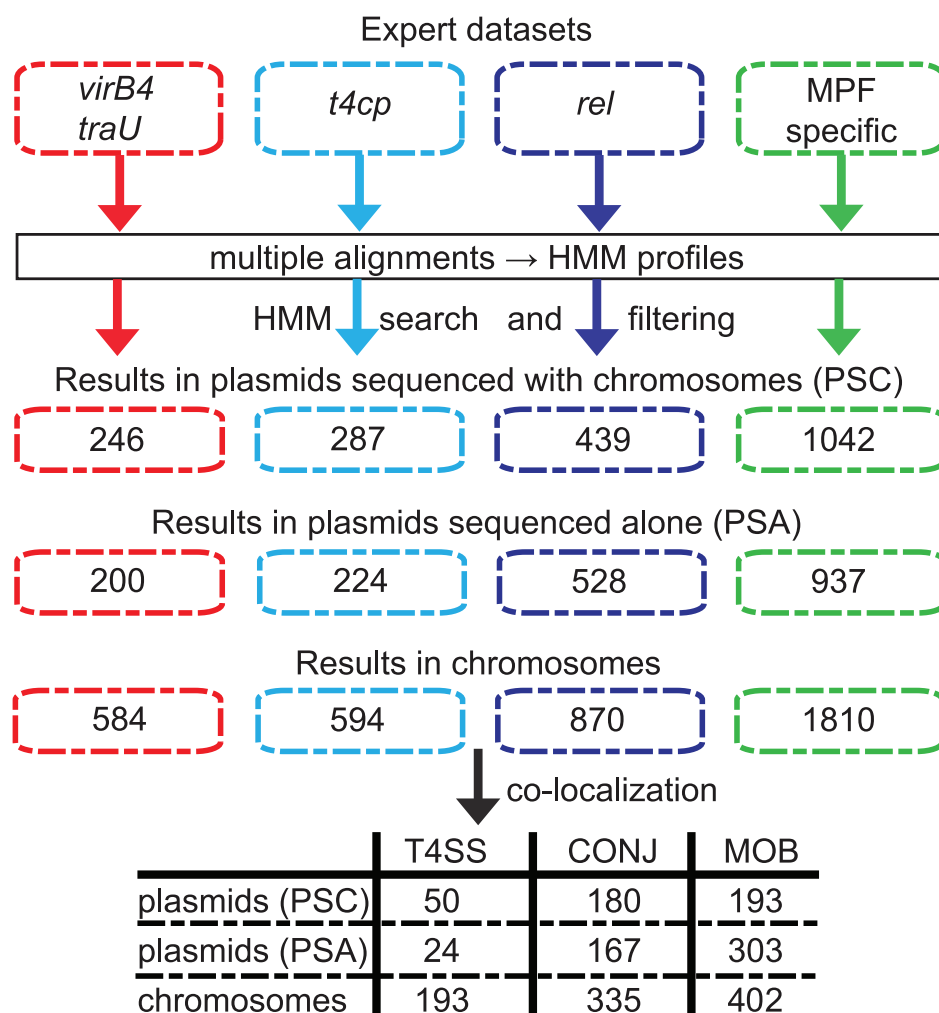 Expert datasets
virB4 t4cp rel MPF
traU specific
multiple alignments → HMM profiles
HMM search and filtering
Results in plasmids sequenced with chromosomes (PSC)
246 287 439 1042
Results in plasmids sequenced alone (PSA)
200 224 528 937
Results in chromosomes
584 594 870 1810
co-localization
T4SS CONJ MOB
plasmids (PSC) 50 180 193
plasmids (PSA) 24 167 303
chromosomes 193 335 402